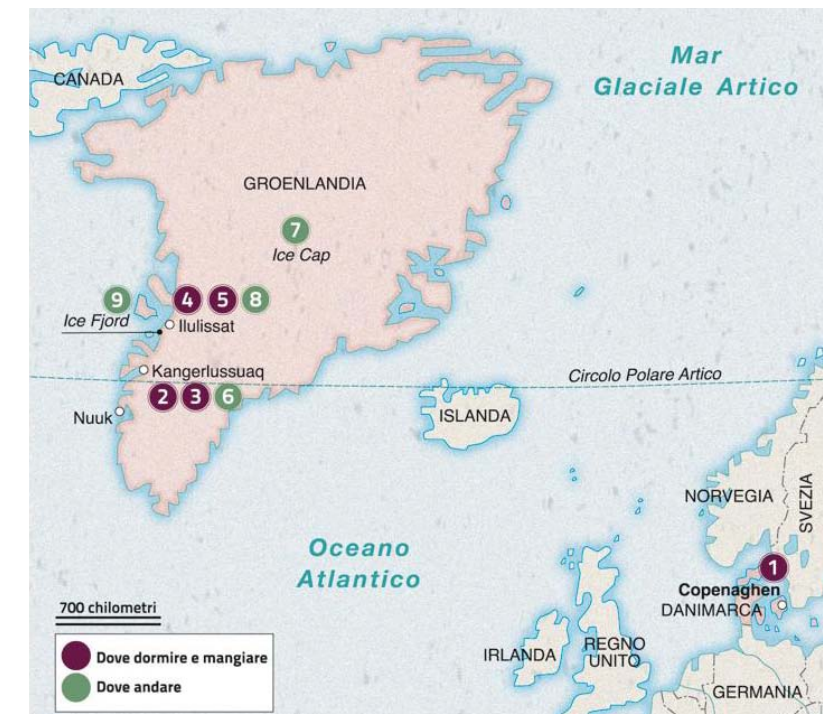 Mar
Glaciale Artico
CANADA
GROENLANDIA
7
Ice Cap
9
4 5 8
Ice Fjord
Ilulissat
Kangerlussuaq
Circolo Polare Artico
2 3 6
Nuuk
ISLANDA
NORVEGIA
SVEZIA
Oceano
Atlantico
1
Copenaghen
DANIMARCA
700 chilometri
IRLANDA
REGNO
UNITO
GERMANIA
Dove dormire e mangiare
Dove andare